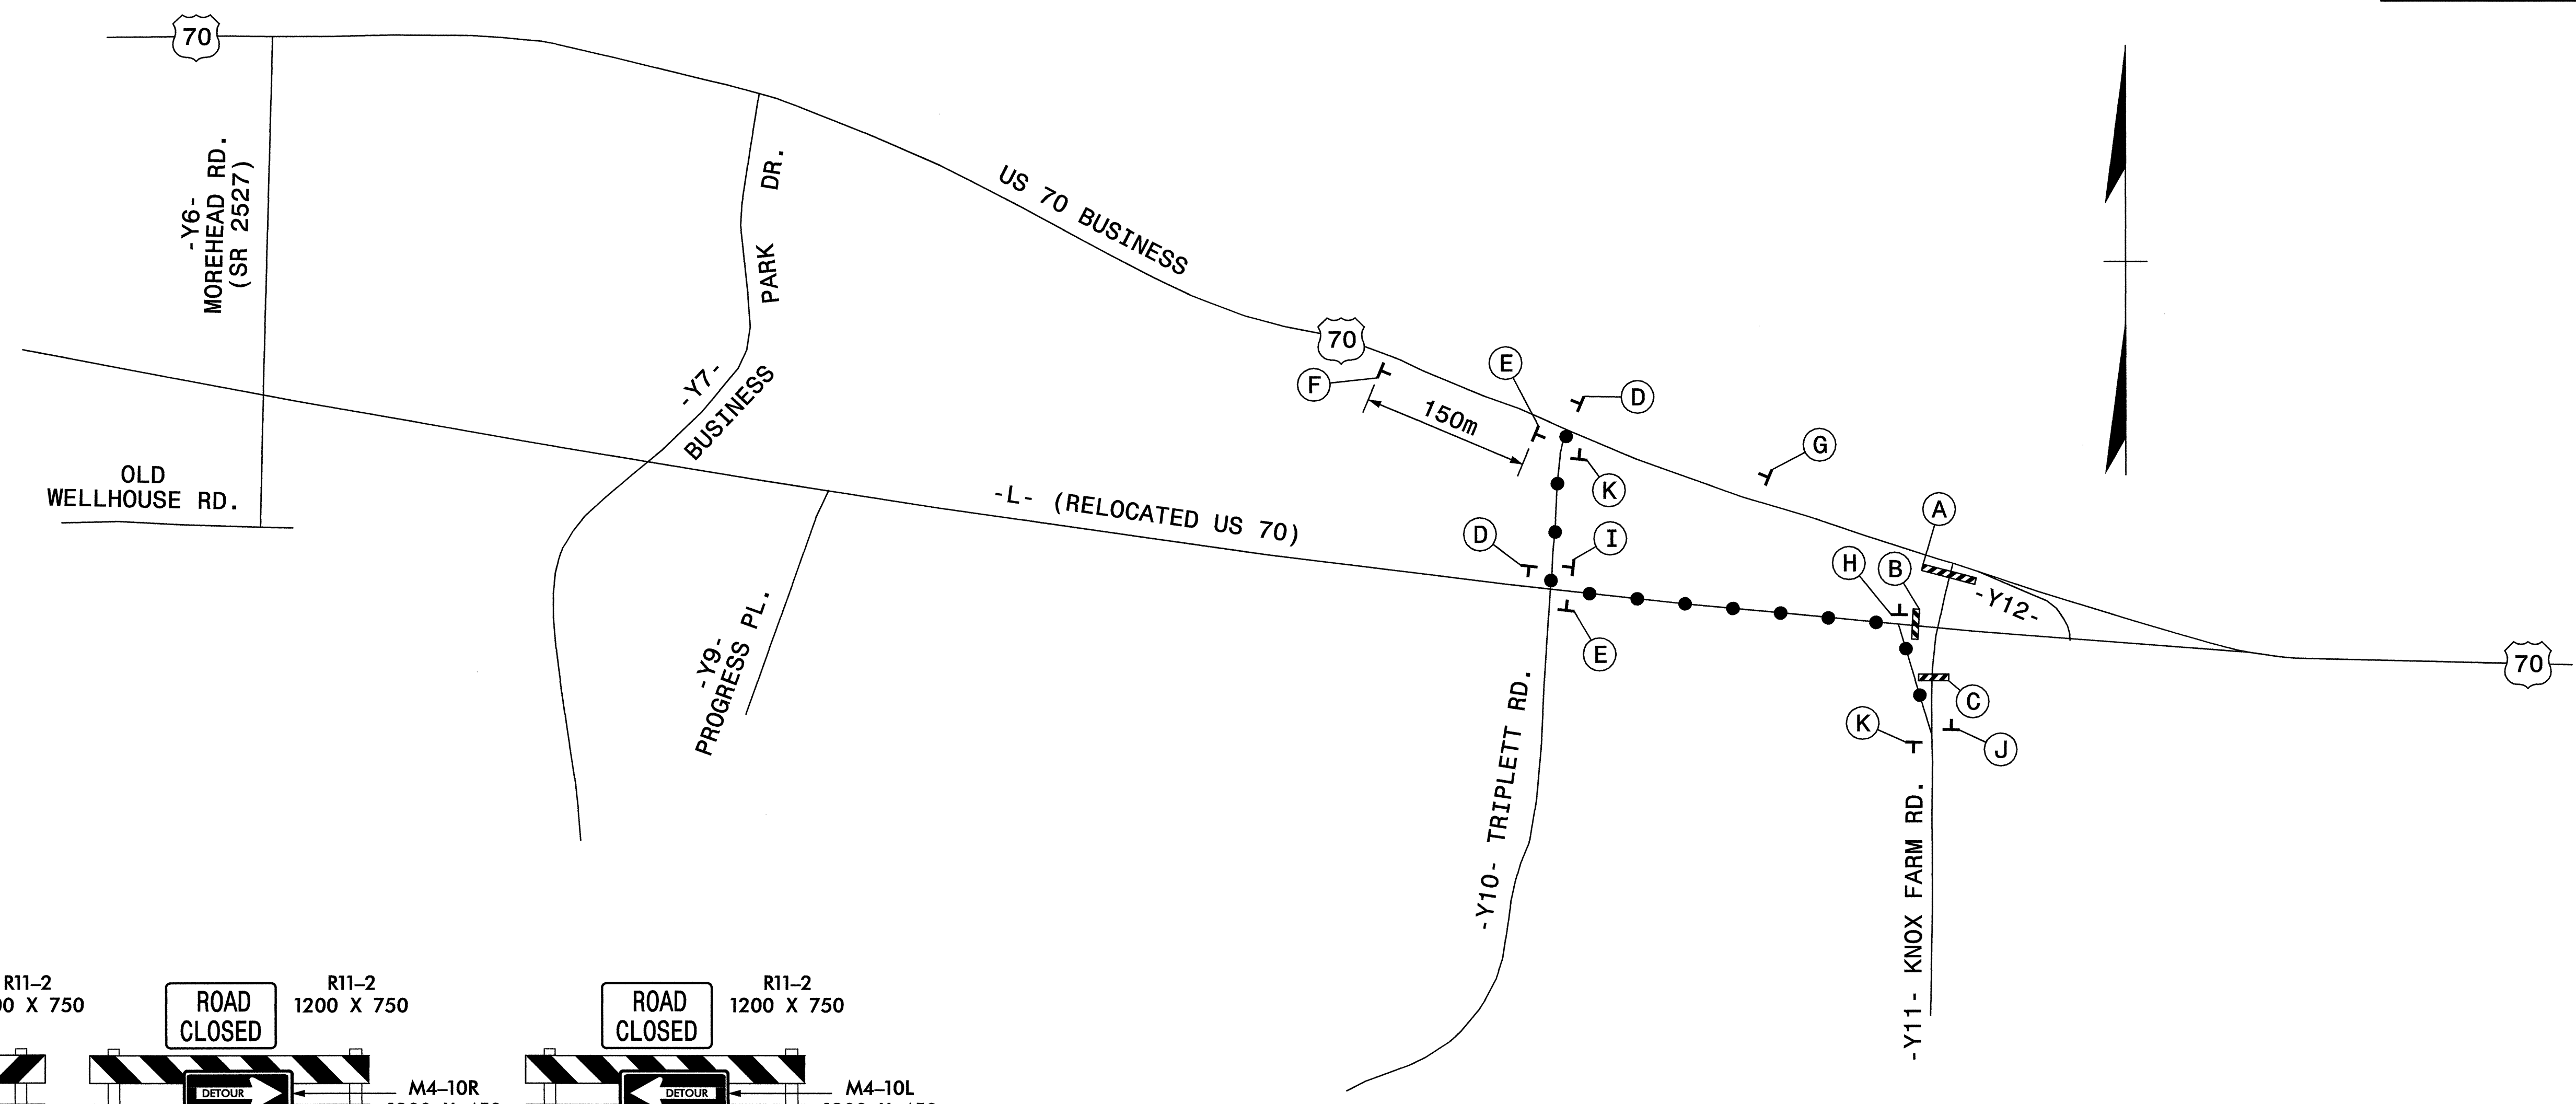 70
-Y6-
MOREHEAD RD.
(SR 2527)
PARK DR.
BUSINESS
-Y7-
US 70 BUSINESS
70
F
150m
E
D
K
G
A
OLD
WELLHOUSE RD.
-L- (RELOCATED US 70)
D
I
E
H
B
-Y12-
C
K
J
70
-Y9-
PROGRESS PL.
-Y10- TRIPLETT RD.
-Y11- KNOX FARM RD.
R11–2
X 750
ROAD
CLOSED
R11–2
1200 X 750
DETOUR
M4–10R
ROAD
CLOSED
R11–2
1200 X 750
DETOUR
M4–10L